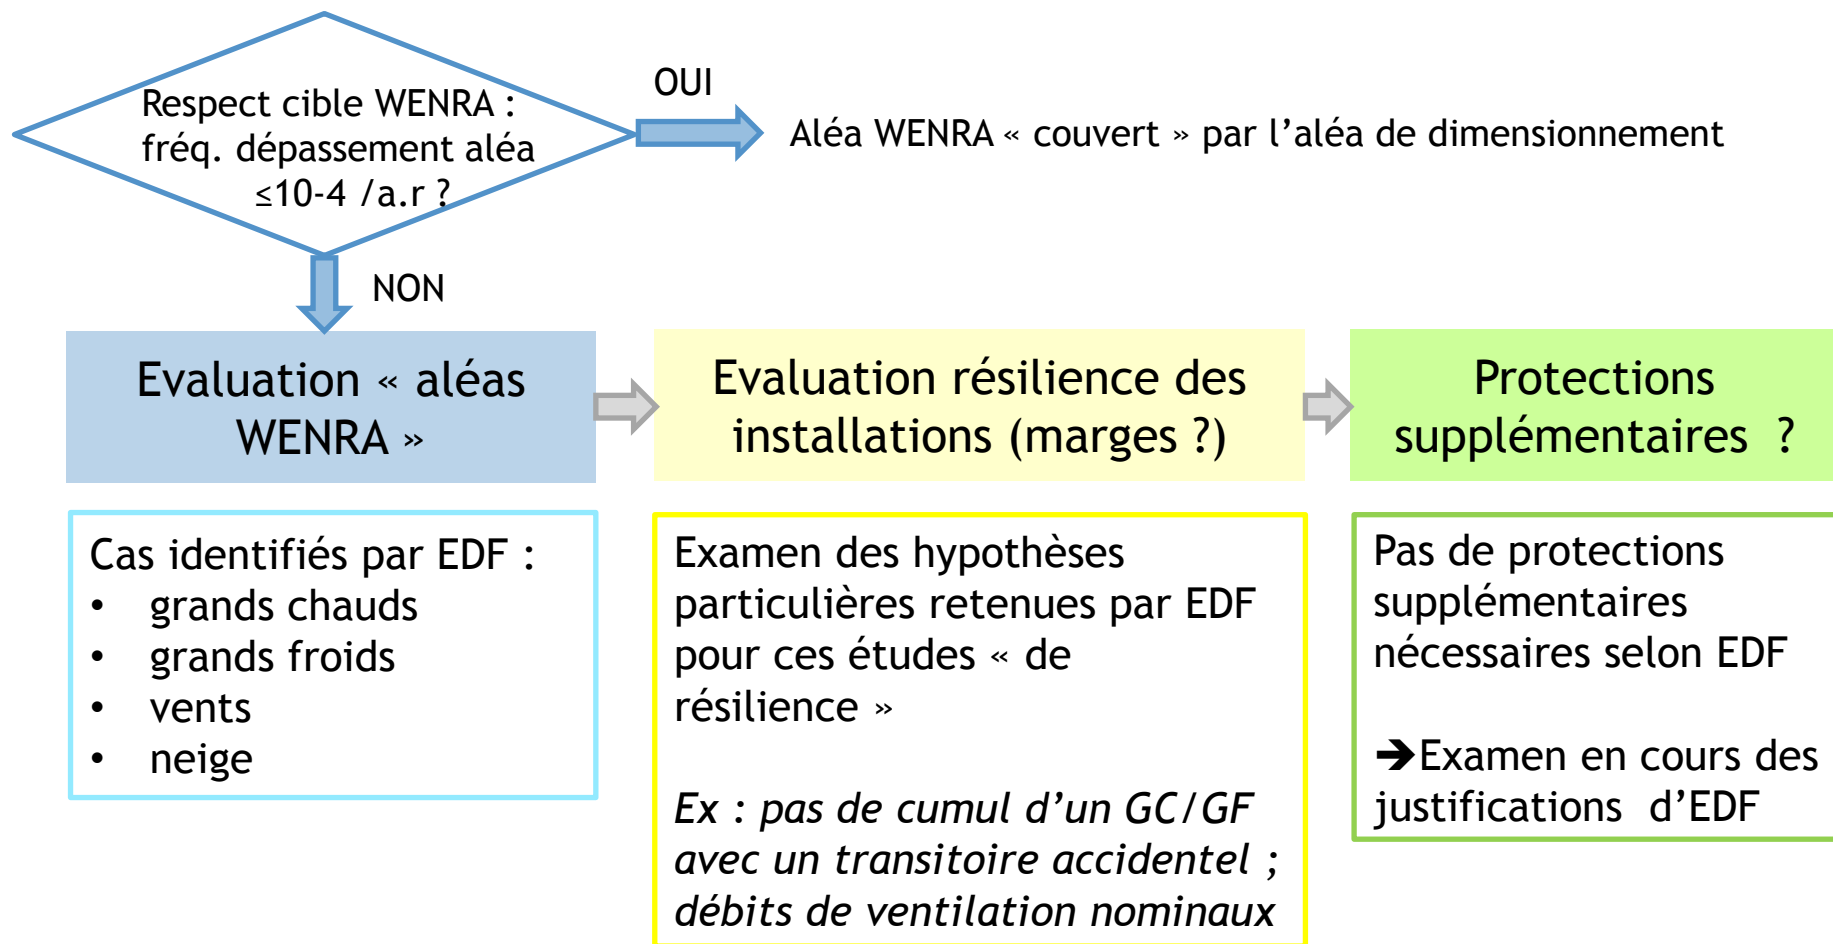 Respect cible WENRA :
fréq. dépassement aléa
≤10-4 /a.r ?
OUI
Aléa WENRA « couvert » par l’aléa de dimensionnement
NON
Evaluation « aléas
WENRA »
Evaluation résilience des
installations (marges ?)
Protections
supplémentaires ?
Cas identifiés par EDF :
• grands chauds
• grands froids
• vents
• neige
Examen des hypothèses
particulières retenues par EDF
pour ces études « de
résilience »
Ex : pas de cumul d’un GC/GF
avec un transitoire accidentel ;
débits de ventilation nominaux
Pas de protections
supplémentaires
nécessaires selon EDF
➔Examen en cours des
justifications d’EDF